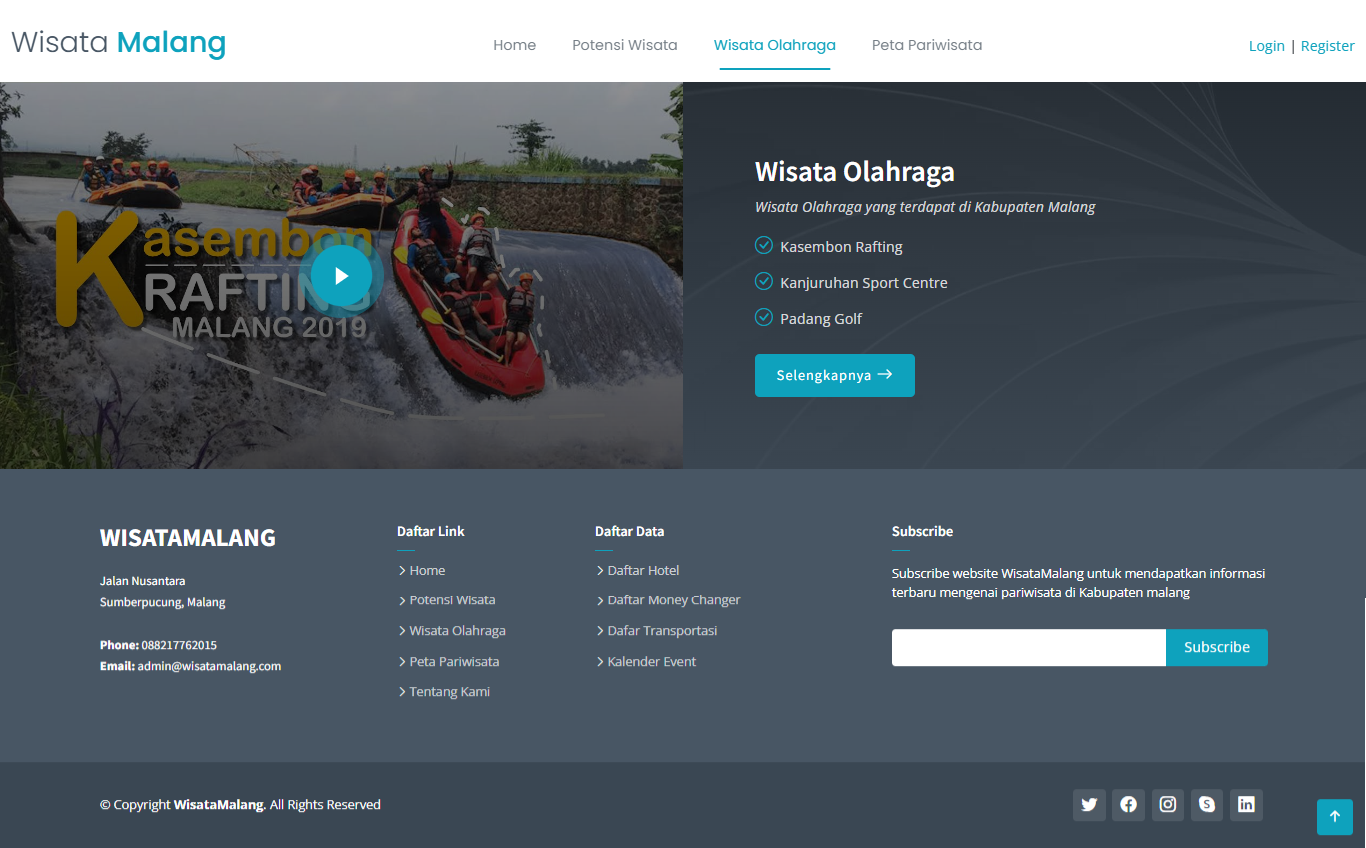 Wisata Malang
Home
Potensi Wisata
Wisata Olahraga
Peta Pariwisata
Login | Register
Kasembon
RAFTING
MALANG 2019
Wisata Olahraga
Wisata Olahraga yang terdapat di Kabupaten Malang
Kasembon Rafting
Kanjuruhan Sport Centre
Padang Golf
Selengkapnya
WISATAMALANG
Jalan Nusantara
Sumberpucung, Malang
Phone: 088217762015
Email: admin@wisatamalang.com
Daftar Link
Home
Potensi Wisata
Wisata Olahraga
Peta Pariwisata
Tentang Kami
Daftar Data
Daftar Hotel
Daftar Money Changer
Dafar Transportasi
Kalender Event
Subscribe
Subscribe website WisataMalang untuk mendapatkan informasi
terbaru mengenai pariwisata di Kabupaten malang
Subscribe
© Copyright WisataMalang. All Rights Reserved